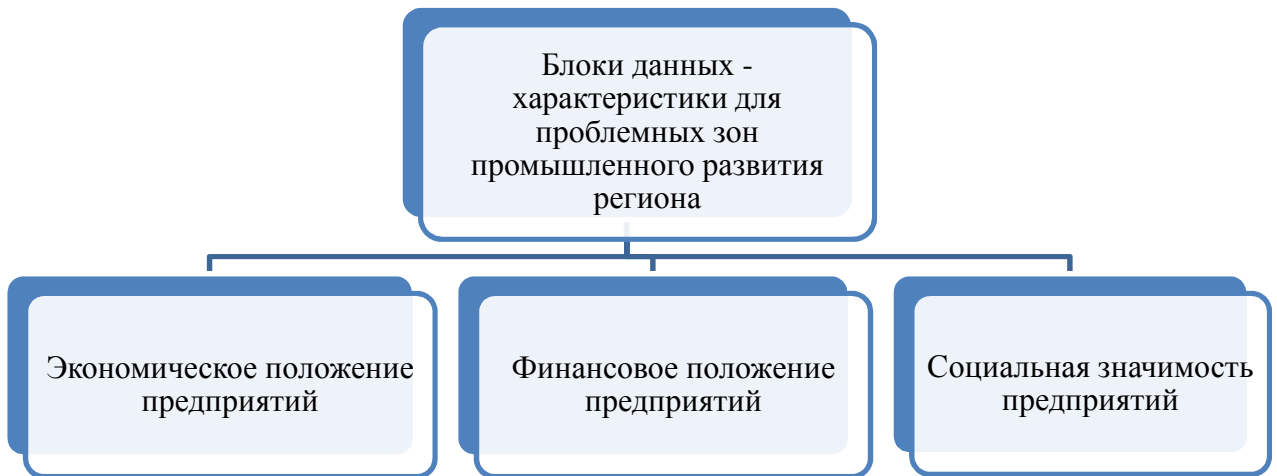 Блоки данных -
характеристики для
проблемных зон
промышленного развития
региона
Экономическое положение
предприятий
Финансовое положение
предприятий
Социальная значимость
предприятий